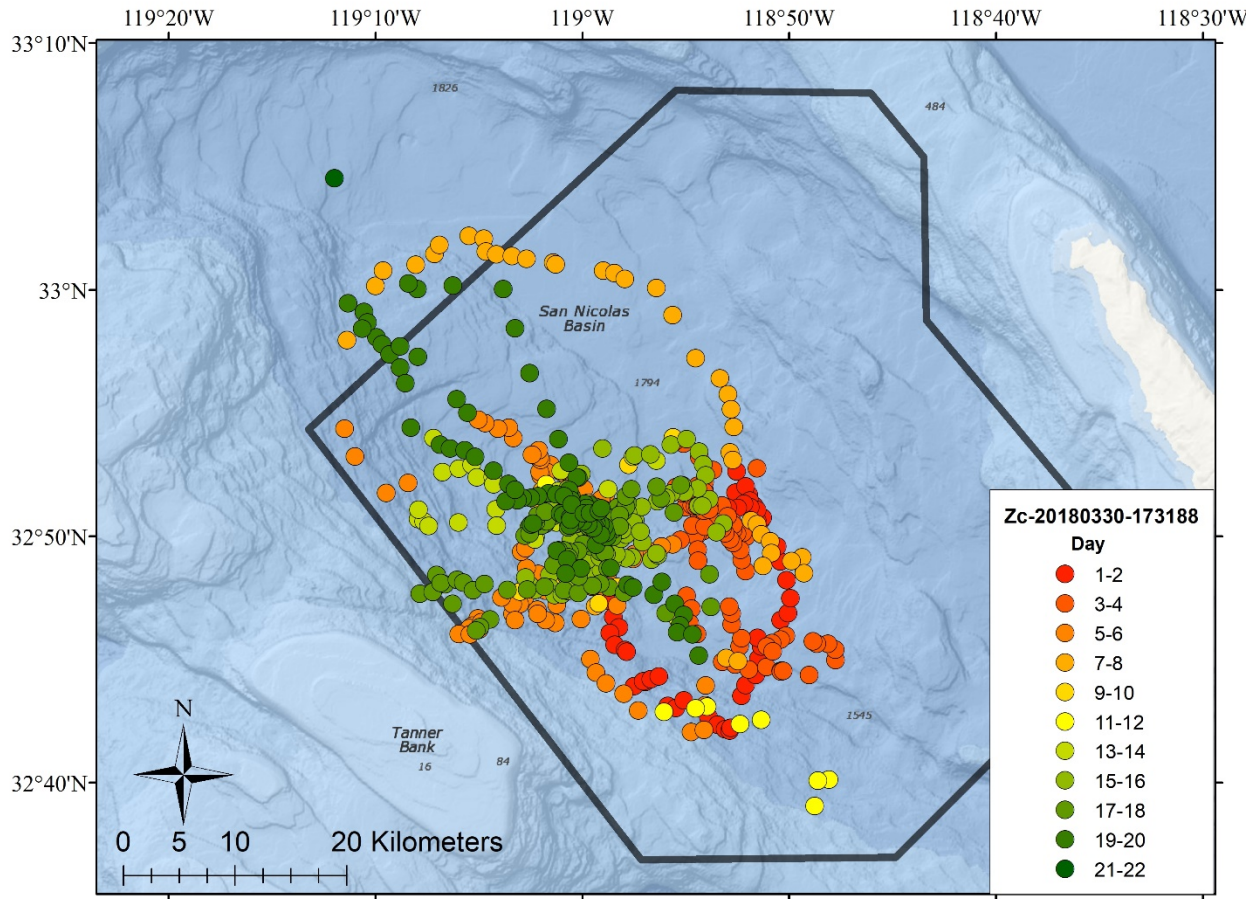 119°20'W 119°10'W 119°W 118°50'W 118°40'W 118°30'W
33°10'N
1826
484
33°N
San Nicolas
Basin
1794
32°50'N
Zc-20180330-173188
Day
1-2
3-4
5-6
7-8
9-10
11-12
13-14
15-16
17-18
19-20
21-22
1545
N
Tanner
Bank
16
84
32°40'N
0 5 10 20 Kilometers